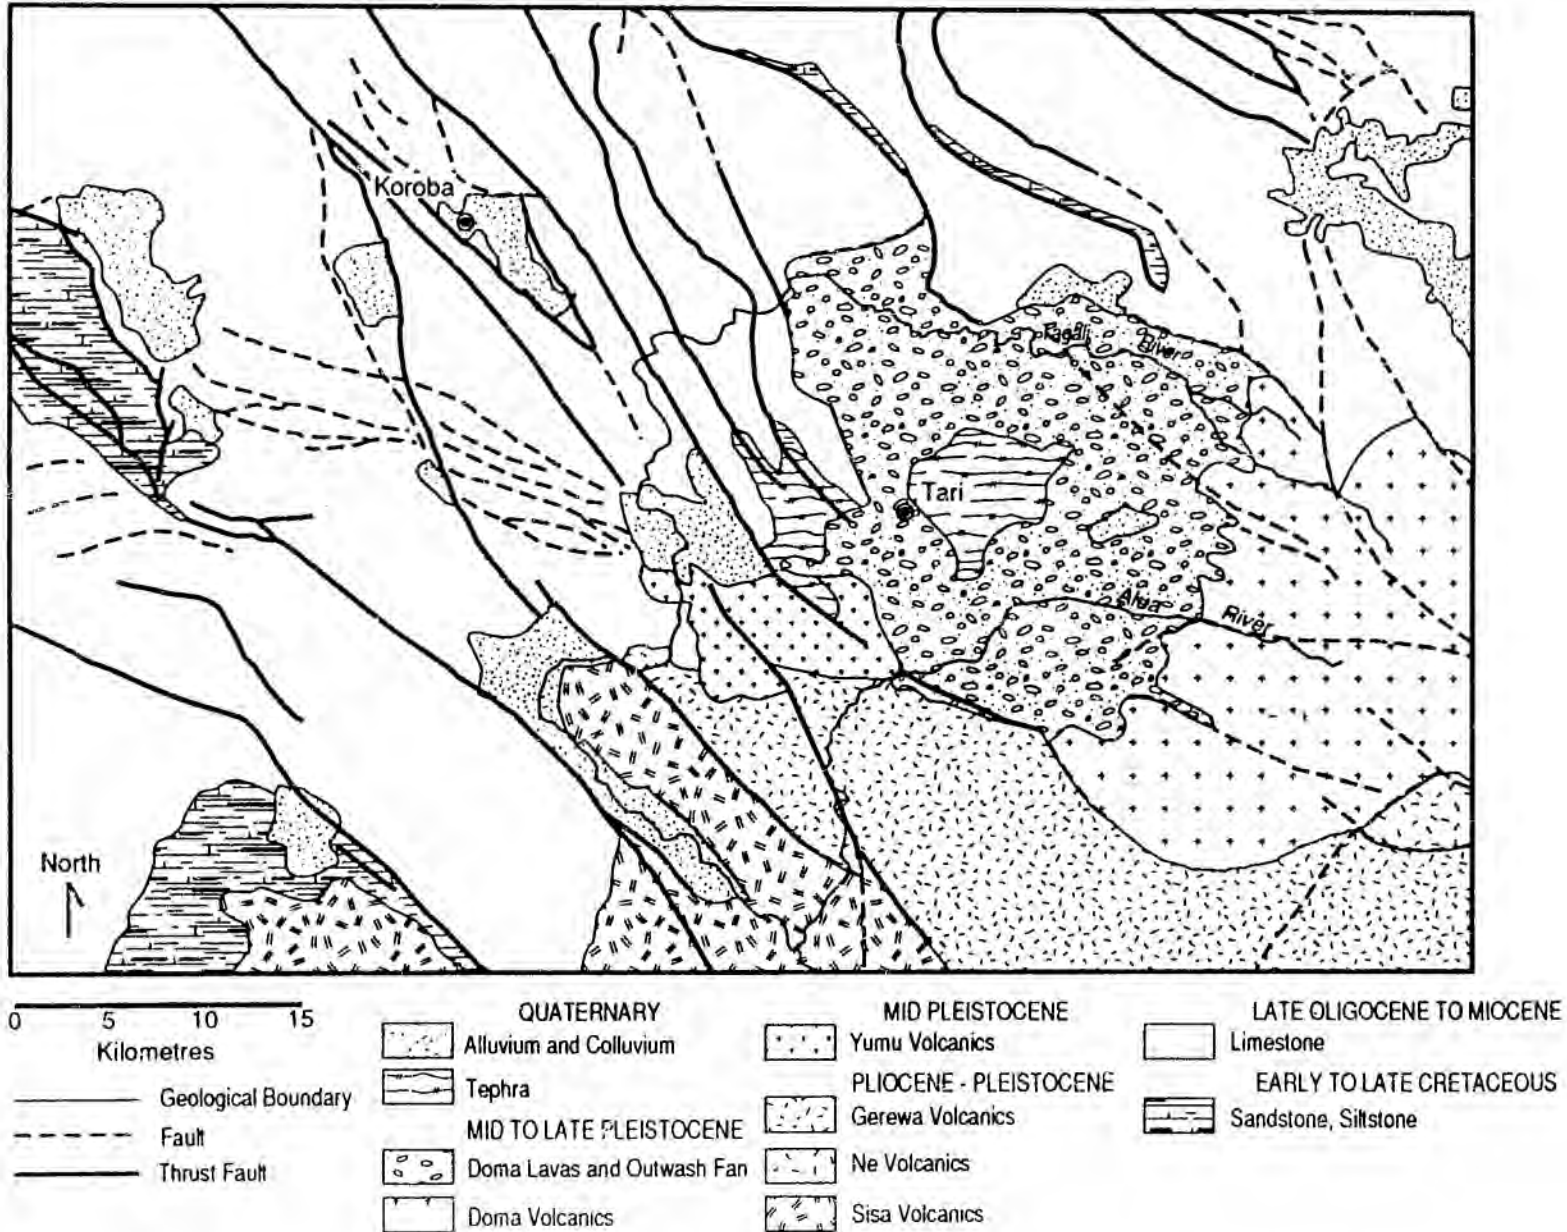 Koroba
Tagali River
Tari
Alua River
North
0 5 10 15
Kilometres
Geological Boundary
Fault
Thrust Fault
QUATERNARY
Alluvium and Colluvium
Tephra
MID TO LATE PLEISTOCENE
Doma Lavas and Outwash Fan
Doma Volcanics
MID PLEISTOCENE
Yumu Volcanics
PLIOCENE - PLEISTOCENE
Gerewa Volcanics
Ne Volcanics
Sisa Volcanics
LATE OLIGOCENE TO MIOCENE
Limestone
EARLY TO LATE CRETACEOUS
Sandstone, Siltstone